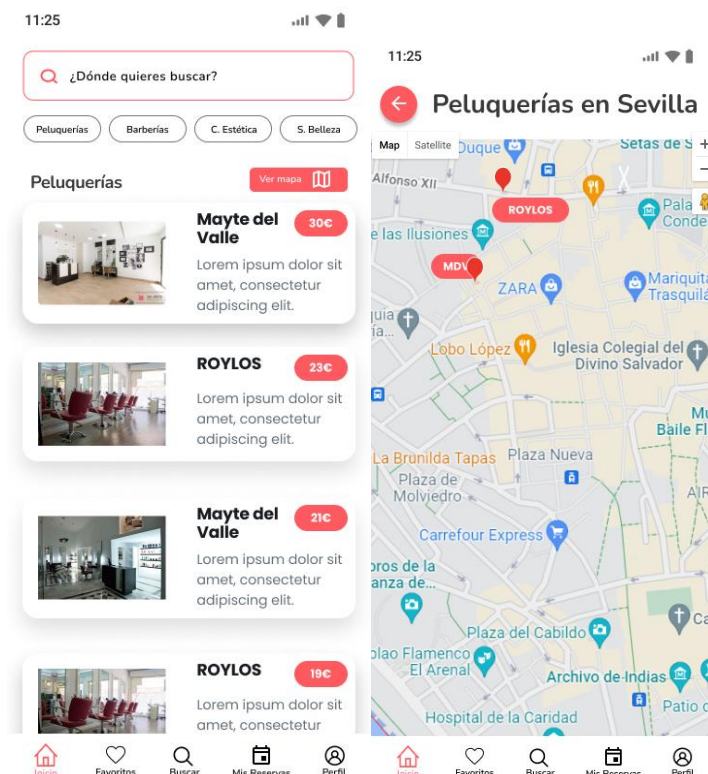 11:25
¿Dónde quieres buscar?
Peluquerías
Barberías
C. Estética
S. Belleza
Peluquerías
Ver mapa
Mayte del
Valle
30€
Lorem ipsum dolor sit
amet, consectetur
adipiscing elit.
ROYLOS
23€
Lorem ipsum dolor sit
amet, consectetur
adipiscing elit.
Mayte del
Valle
21€
Lorem ipsum dolor sit
amet, consectetur
adipiscing elit.
ROYLOS
19€
Lorem ipsum dolor sit
amet, consectetur
Inicio
Favoritos
Buscar
Mis Reservas
Perfil
11:25
Peluquerías en Sevilla
Map
Satellite
Duque
Setas de S
Alfonso XII
ROYLOS
Pala
Conde
e las Ilusiones
MDV
ZARA
Mariquita
Trasquilá
quia
ía...
Lobo López
Iglesia Colegial del
Divino Salvador
Mu
Baile Fl
La Brunilda Tapas
Plaza Nueva
Plaza de
Molviedro
AIR
Carrefour Express
oros de la
anza de...
Ca
Plaza del Cabildo
olao Flamenco
El Arenal
Archivo de Indias
Patio d
Hospital de la Caridad
Inicio
Favoritos
Buscar
Mis Reservas
Perfil